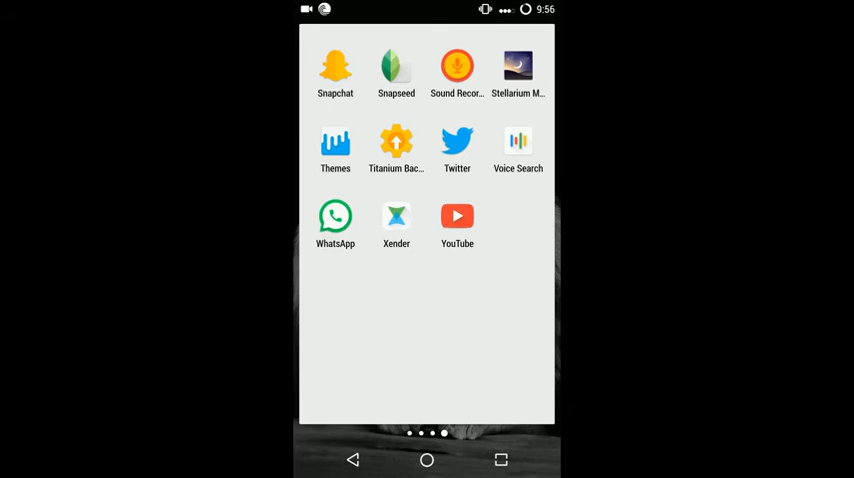 9:56
Snapchat Snapseed Sound Recor... Stellarium M...
Themes Titanium Bac... Twitter Voice Search
WhatsApp Xender YouTube